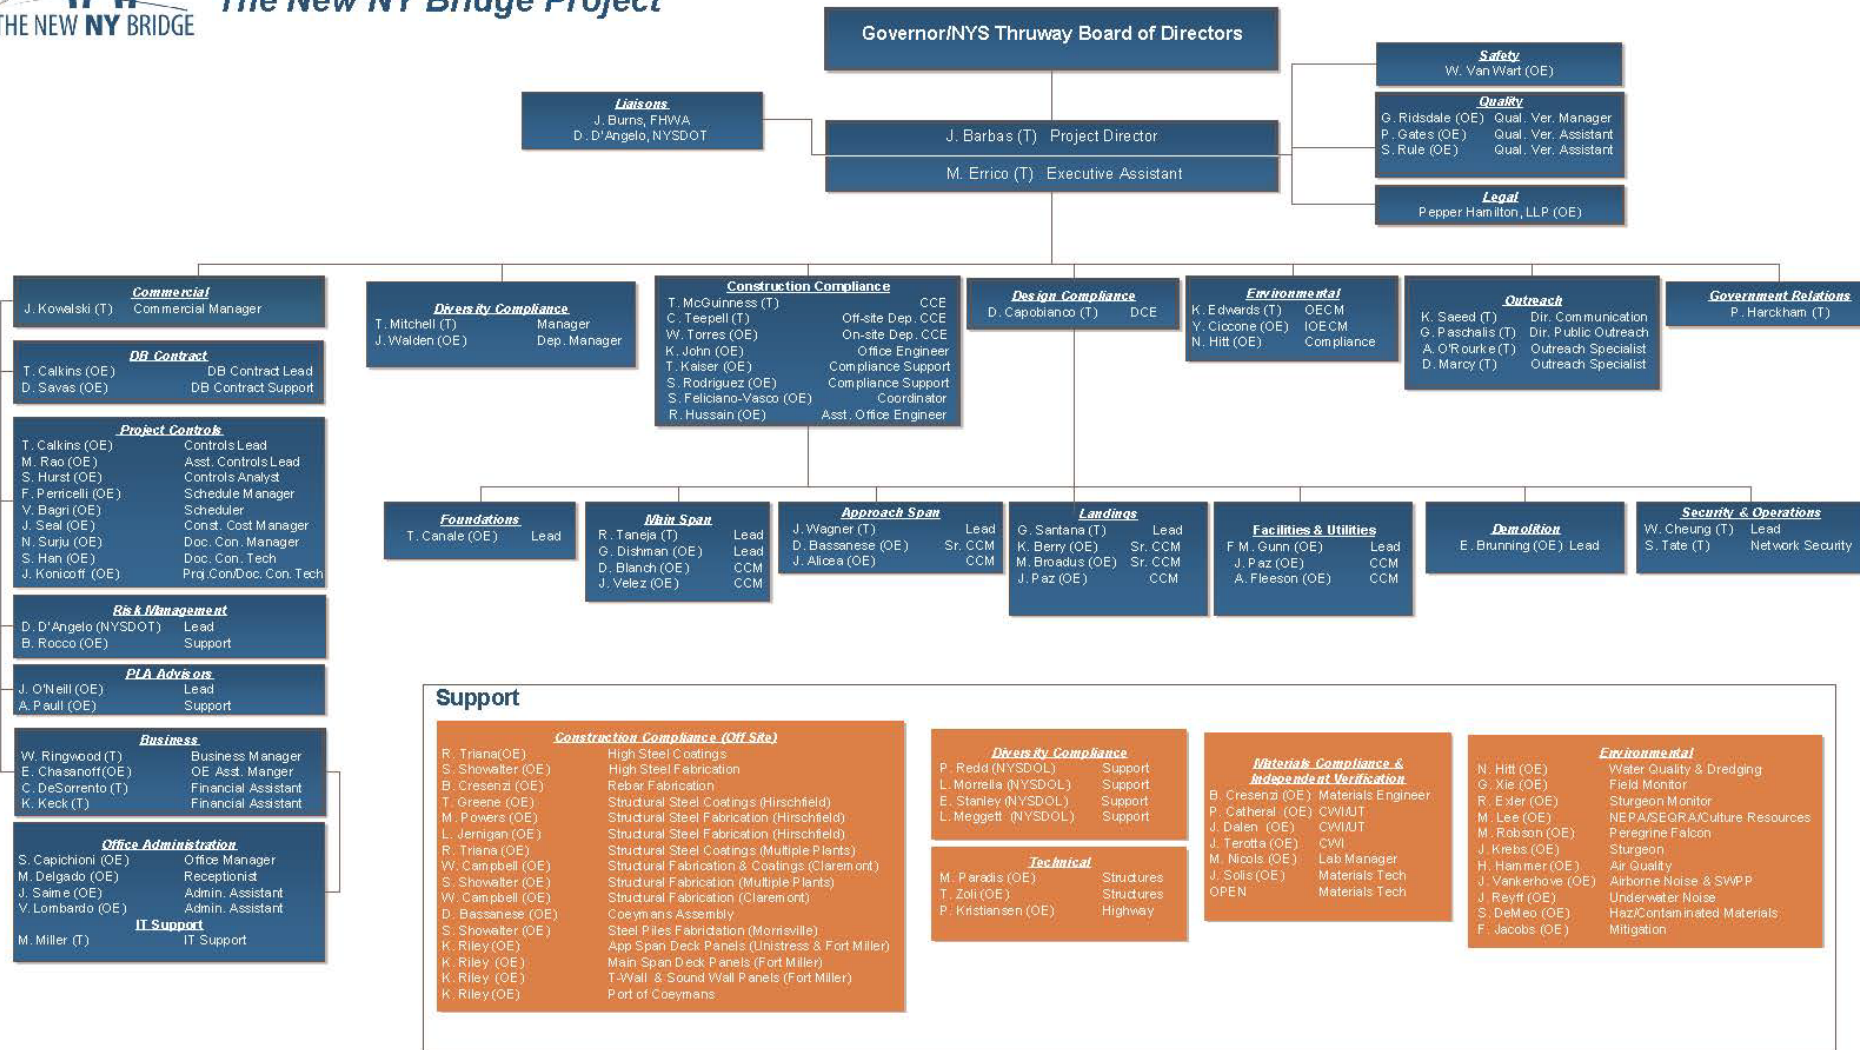 The New NY Bridge Project
THE NEW NY BRIDGE
Governor/NYS Thruway Board of Directors
Liaisons
J. Burns, FHWA
D. D'Angelo, NYSDOT
J. Barbas (T) Project Director
M. Errico (T) Executive Assistant
Safety
W. Van Wart (OE)
Quality
G. Ridsdale (OE) Qual. Ver. Manager
P. Gates (OE) Qual. Ver. Assistant
S. Rule (OE) Qual. Ver. Assistant
Legal
Pepper Hamilton, LLP (OE)
Commercial
J. Kowalski (T) Commercial Manager
DB Contract
T. Calkins (OE) DB Contract Lead
D. Savas (OE) DB Contract Support
Project Controls
T. Calkins (OE) Controls Lead
M. Rao (OE) Asst. Controls Lead
S. Hurst (OE) Controls Analyst
F. Perricelli (OE) Schedule Manager
V. Bagri (OE) Scheduler
J. Seal (OE) Const. Cost Manager
N. Surju (OE) Doc. Con. Manager
S. Han (OE) Doc. Con. Tech
J. Konicoff (OE) Proj.Con/Doc. Con. Tech
Risk Management
D. D'Angelo (NYSDOT) Lead
B. Rocco (OE) Support
PLA Advisors
J. O'Neill (OE) Lead
A. Paull (OE) Support
Business
W. Ringwood (T) Business Manager
E. Chasanoff(OE) OE Asst. Manger
C. DeSorrento (T) Financial Assistant
K. Keck (T) Financial Assistant
Office Administration
S. Capichioni (OE) Office Manager
M. Delgado (OE) Receptionist
J. Saime (OE) Admin. Assistant
V. Lombardo (OE) Admin. Assistant
IT Support
M. Miller (T) IT Support
Diversity Compliance
T. Mitchell (T) Manager
J. Walden (OE) Dep. Manager
Construction Compliance
T. McGuinness (T) CCE
C. Teepell (T) Off-site Dep. CCE
W. Torres (OE) On-site Dep. CCE
K. John (OE) Office Engineer
T. Kaiser (OE) Compliance Support
S. Rodriguez (OE) Compliance Support
S. Feliciano-Vasco (OE) Coordinator
R. Hussain (OE) Asst. Office Engineer
Design Compliance
D. Capobianco (T) DCE
Environmental
K. Edwards (T) OECM
Y. Ciccone (OE) IOECM
N. Hitt (OE) Compliance
Outreach
K. Saeed (T) Dir. Communication
G. Paschalis (T) Dir. Public Outreach
A. O'Rourke (T) Outreach Specialist
D. Marcy (T) Outreach Specialist
Government Relations
P. Harckham (T)
Foundations
T. Canale (OE) Lead
Main Span
R. Taneja (T) Lead
G. Dishman (OE) Lead
D. Blanch (OE) CCM
J. Velez (OE) CCM
Approach Span
J. Wagner (T) Lead
D. Bassanese (OE) Sr. CCM
J. Alicea (OE) CCM
Landings
G. Santana (T) Lead
K. Berry (OE) Sr. CCM
M. Broadus (OE) Sr. CCM
J. Paz (OE) CCM
Facilities & Utilities
F M. Gunn (OE) Lead
J. Paz (OE) CCM
A. Fleeson (OE) CCM
Demolition
E. Brunning (OE) Lead
Security & Operations
W. Cheung (T) Lead
S. Tate (T) Network Security
Support
Construction Compliance (Off Site)
R. Triana(OE) High Steel Coatings
S. Showalter (OE) High Steel Fabrication
B. Cresenzi (OE) Rebar Fabrication
T. Greene (OE) Structural Steel Coatings (Hirschfield)
M. Powers (OE) Structural Steel Fabrication (Hirschfield)
L. Jernigan (OE) Structural Steel Fabrication (Hirschfield)
R. Triana (OE) Structural Steel Coatings (Multiple Plants)
W. Campbell (OE) Structural Fabrication & Coatings (Claremont)
S. Showalter (OE) Structural Fabrication (Multiple Plants)
W. Campbell (OE) Structural Fabrication (Claremont)
D. Bassanese (OE) Coeymans Assembly
S. Showalter (OE) Steel Piles Fabrictation (Morrisville)
K. Riley (OE) App Span Deck Panels (Unistress & Fort Miller)
K. Riley (OE) Main Span Deck Panels (Fort Miller)
K. Riley (OE) T-Wall & Sound Wall Panels (Fort Miller)
K. Riley (OE) Port of Coeymans
Diversity Compliance
P. Redd (NYSDOL) Support
L. Morrella (NYSDOL) Support
E. Stanley (NYSDOL) Support
L. Meggett (NYSDOL) Support
Technical
M. Paradis (OE) Structures
T. Zoli (OE) Structures
P. Kristiansen (OE) Highway
Materials Compliance &
Independent Verification
B. Cresenzi (OE) Materials Engineer
P. Catheral (OE) CWI/UT
J. Dalen (OE) CWI/UT
J. Terotta (OE) CWI
M. Nicols (OE) Lab Manager
J. Solis (OE) Materials Tech
OPEN Materials Tech
Environmental
N. Hitt (OE) Water Quality & Dredging
G. Xie (OE) Field Monitor
R. Exler (OE) Sturgeon Monitor
M. Lee (OE) NEPA/SEQRA/Culture Resources
M. Robson (OE) Peregrine Falcon
J. Krebs (OE) Sturgeon
H. Hammer (OE) Air Quality
J. Vankerhove (OE) Airborne Noise & SWPP
J. Reyff (OE) Underwater Noise
S. DeMeo (OE) Haz/Contaminated Materials
F. Jacobs (OE) Mitigation